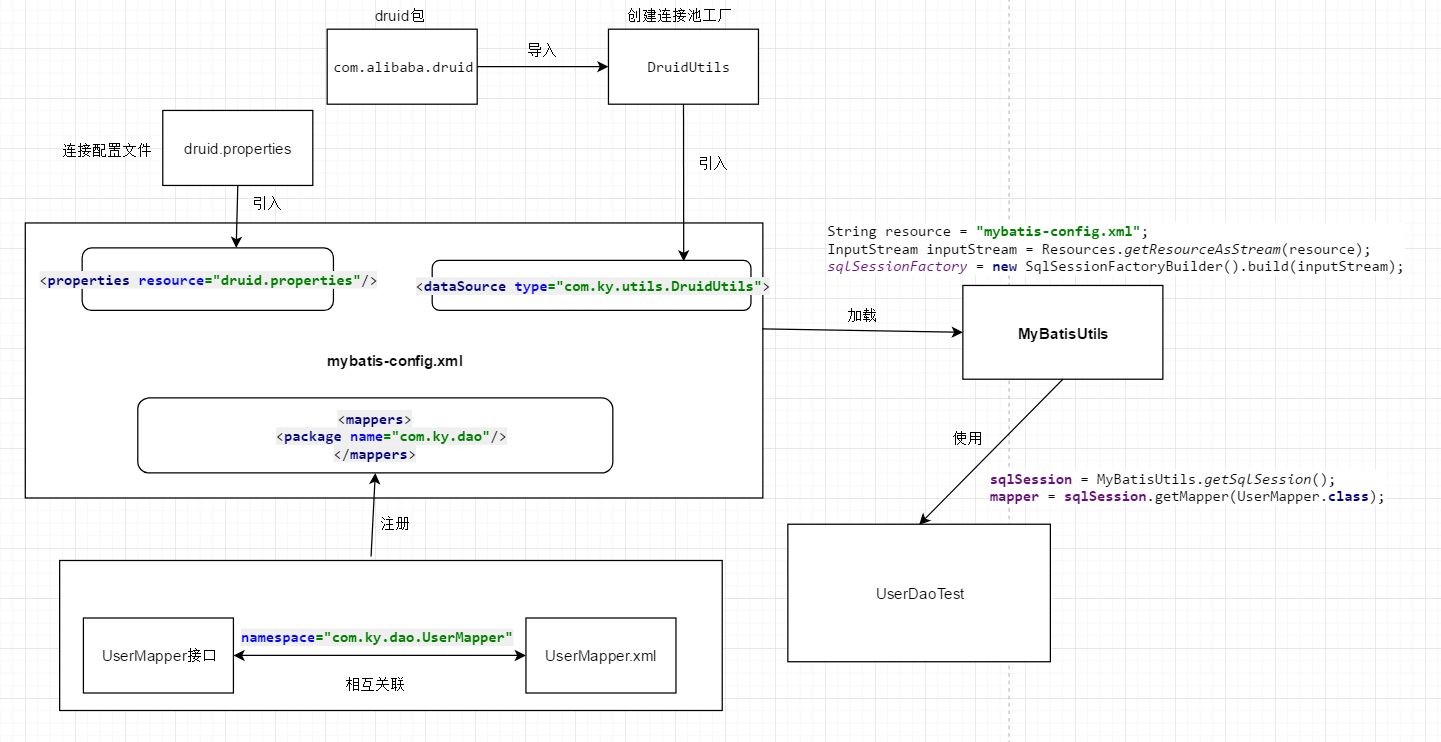 druid包
创建连接池工厂
com.alibaba.druid
导入
DruidUtils
连接配置文件
druid.properties
引入
引入
<properties resource="druid.properties"/>
<dataSource type="com.ky.utils.DruidUtils">
mybatis-config.xml
<mappers>
<package name="com.ky.dao"/>
</mappers>
String resource = "mybatis-config.xml";
InputStream inputStream = Resources.getResourceAsStream(resource);
sqlSessionFactory = new SqlSessionFactoryBuilder().build(inputStream);
加载
MyBatisUtils
使用
sqlSession = MyBatisUtils.getSqlSession();
mapper = sqlSession.getMapper(UserMapper.class);
UserDaoTest
注册
UserMapper接口
namespace="com.ky.dao.UserMapper"
相互关联
UserMapper.xml